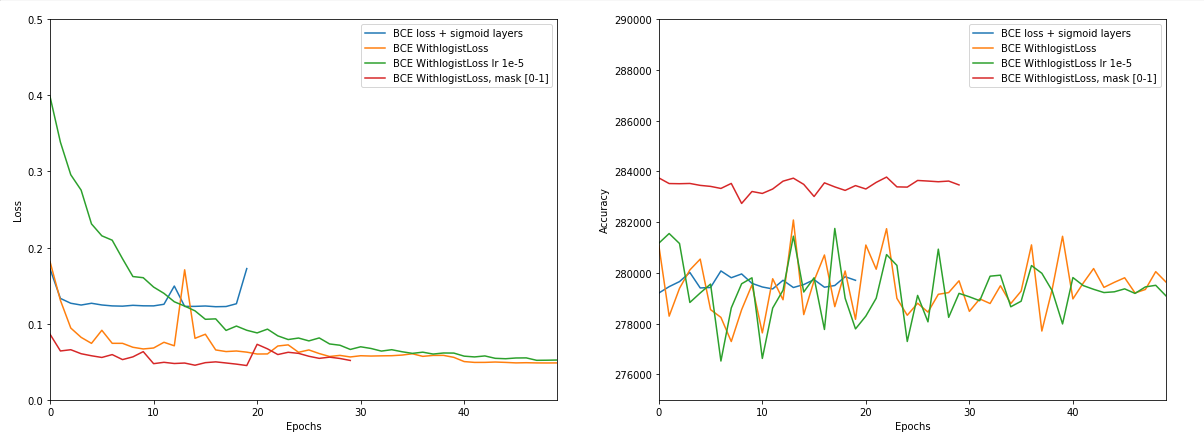 0.5
0.4
0.3
0.2
0.1
0.0
Loss
0 10 20 30 40
Epochs
BCE loss + sigmoid layers
BCE WithlogistLoss
BCE WithlogistLoss lr 1e-5
BCE WithlogistLoss, mask [0-1]
290000
288000
286000
284000
282000
280000
278000
276000
Accuracy
0 10 20 30 40
Epochs
BCE loss + sigmoid layers
BCE WithlogistLoss
BCE WithlogistLoss lr 1e-5
BCE WithlogistLoss, mask [0-1]